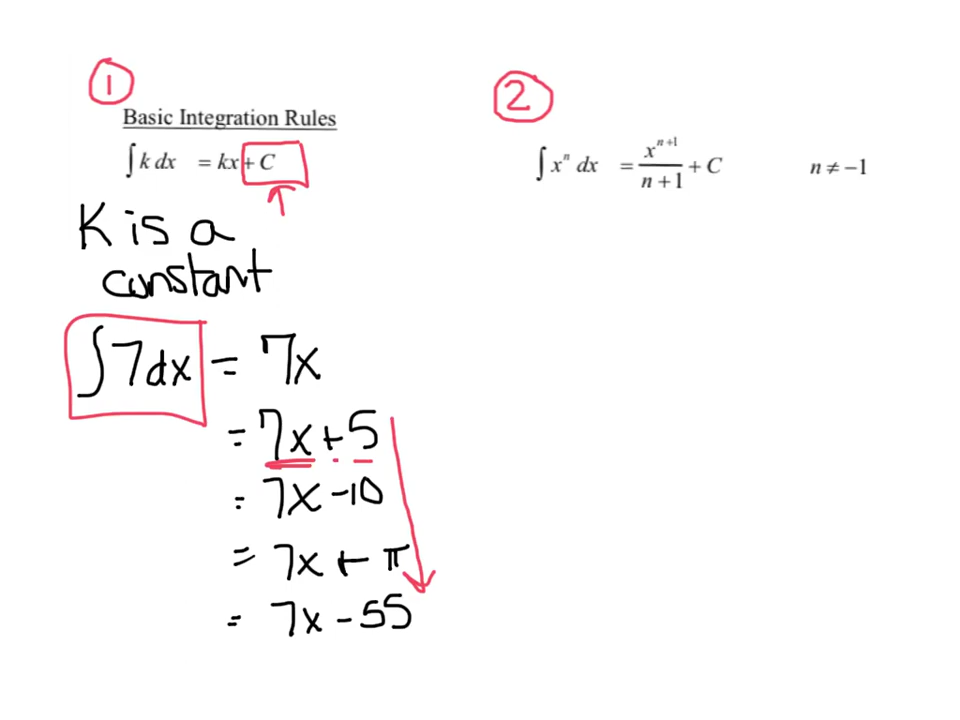 1
Basic Integration Rules
∫ k dx = kx + C
K is a
constant
∫ 7dx = 7x
= 7x + 5
= 7x - 10
= 7x + π
= 7x - 55
2
∫ xⁿ dx = xⁿ⁺¹/(n + 1) + C n ≠ −1